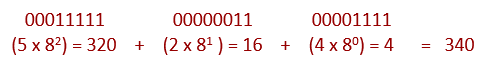 00011111 00000011 00001111
(5 x 8²) = 320 + (2 x 8¹ ) = 16 + (4 x 8⁰) = 4 = 340